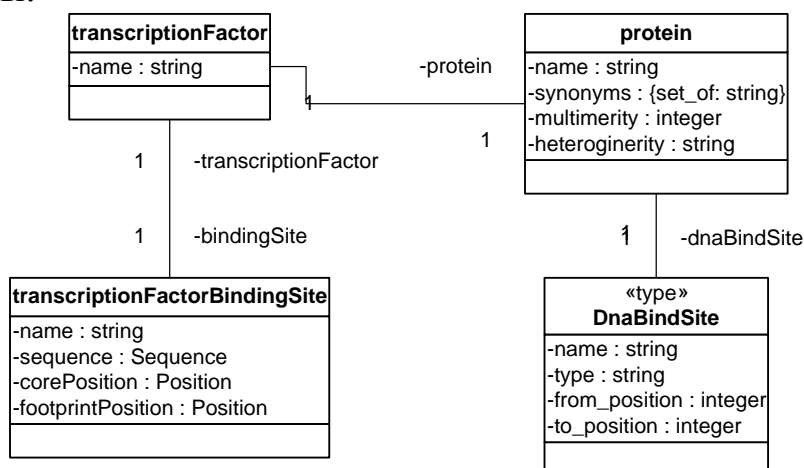 transcriptionFactor
-name : string
-protein
1
1
protein
-name : string
-synonyms : {set_of: string}
-multimerity : integer
-heteroginerity : string
1
-transcriptionFactor
1
-bindingSite
1
1
-dnaBindSite
transcriptionFactorBindingSite
-name : string
-sequence : Sequence
-corePosition : Position
-footprintPosition : Position
«type»
DnaBindSite
-name : string
-type : string
-from_position : integer
-to_position : integer